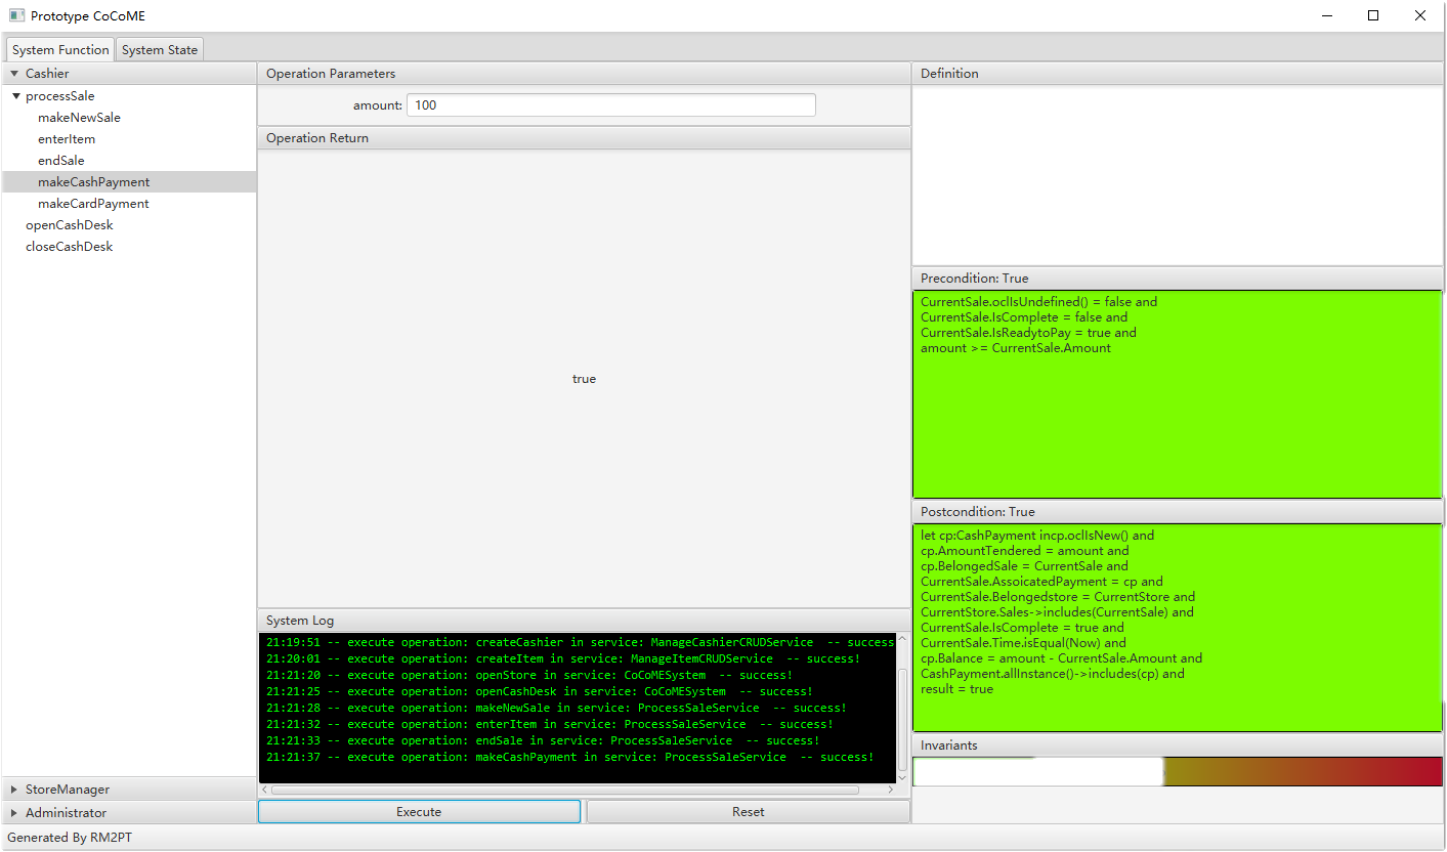 Prototype CoCoME
System Function
System State
Cashier
processSale
makeNewSale
enterItem
endSale
makeCashPayment
makeCardPayment
openCashDesk
closeCashDesk
StoreManager
Administrator
Operation Parameters
amount: 100
Operation Return
true
System Log
21:19:51 -- execute operation: createCashier in service: ManageCashierCRUDService -- success
21:20:01 -- execute operation: createItem in service: ManageItemCRUDService -- success!
21:21:20 -- execute operation: openStore in service: CoCoMESystem -- success!
21:21:25 -- execute operation: openCashDesk in service: CoCoMESystem -- success!
21:21:28 -- execute operation: makeNewSale in service: ProcessSaleService -- success!
21:21:32 -- execute operation: enterItem in service: ProcessSaleService -- success!
21:21:33 -- execute operation: endSale in service: ProcessSaleService -- success!
21:21:37 -- execute operation: makeCashPayment in service: ProcessSaleService -- success!
Execute
Reset
Definition
Precondition: True
CurrentSale.oclIsUndefined() = false and
CurrentSale.IsComplete = false and
CurrentSale.IsReadytoPay = true and
amount >= CurrentSale.Amount
Postcondition: True
let cp:CashPayment incp.oclIsNew() and
cp.AmountTendered = amount and
cp.BelongedSale = CurrentSale and
CurrentSale.AssoicatedPayment = cp and
CurrentSale.Belongedstore = CurrentStore and
CurrentStore.Sales->includes(CurrentSale) and
CurrentSale.IsComplete = true and
CurrentSale.Time.isEqual(Now) and
cp.Balance = amount - CurrentSale.Amount and
CashPayment.allInstance()->includes(cp) and
result = true
Invariants
Generated By RM2PT